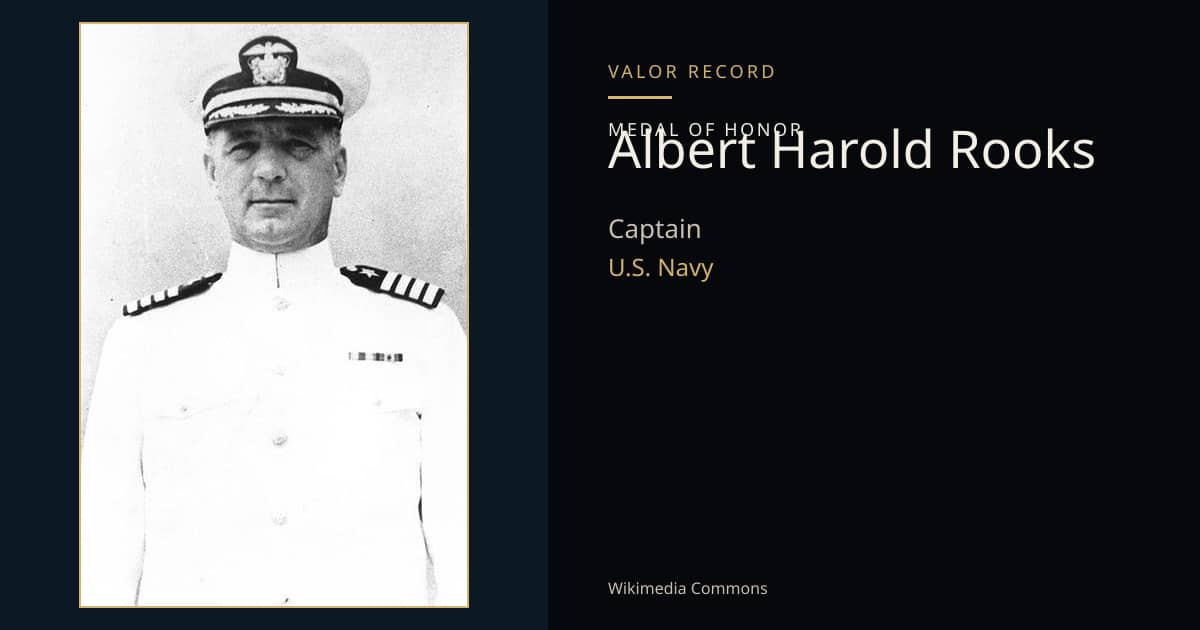 VALOR RECORD
MEDAL OF HONOR
Albert Harold Rooks
Captain
U.S. Navy
Wikimedia Commons